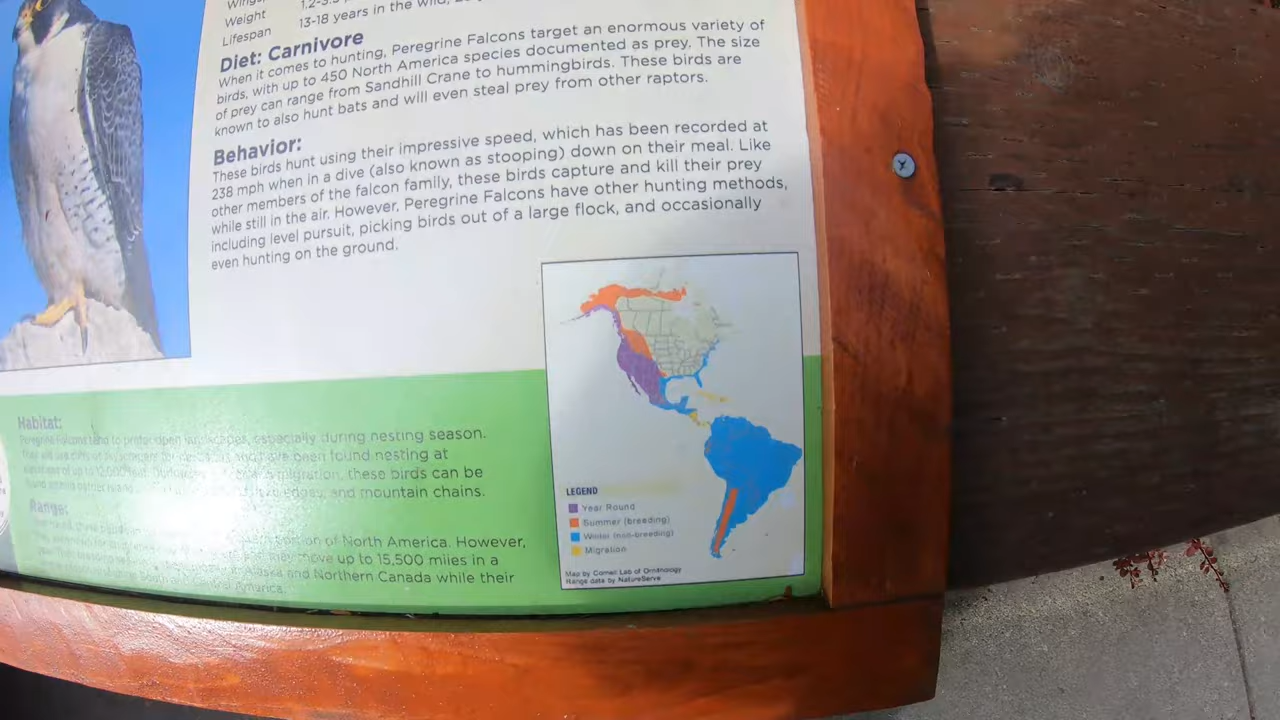 Weight
Lifespan
13-18 years in the wild,
Diet: Carnivore
When it comes to hunting, Peregrine Falcons target an enormous variety of
birds, with up to 450 North America species documented as prey. The size
of prey can range from Sandhill Crane to hummingbirds. These birds are
known to also hunt bats and will even steal prey from other raptors.
Behavior:
These birds hunt using their impressive speed, which has been recorded at
238 mph when in a dive (also known as stooping) down on their meal. Like
other members of the falcon family, these birds capture and kill their prey
while still in the air. However, Peregrine Falcons have other hunting methods,
including level pursuit, picking birds out of a large flock, and occasionally
even hunting on the ground.
Habitat:
Peregrine Falcons tend to prefer open landscapes, especially during nesting season.
have been found nesting at
migration, these birds can be
edges, and mountain chains.
Range:
of North America. However,
move up to 15,500 miles in a
Alaska and Northern Canada while their
America.
LEGEND
Year Round
Summer (breeding)
Winter (non-breeding)
Migration
Map by Cornell Lab of Ornithology
Range data by NatureServe